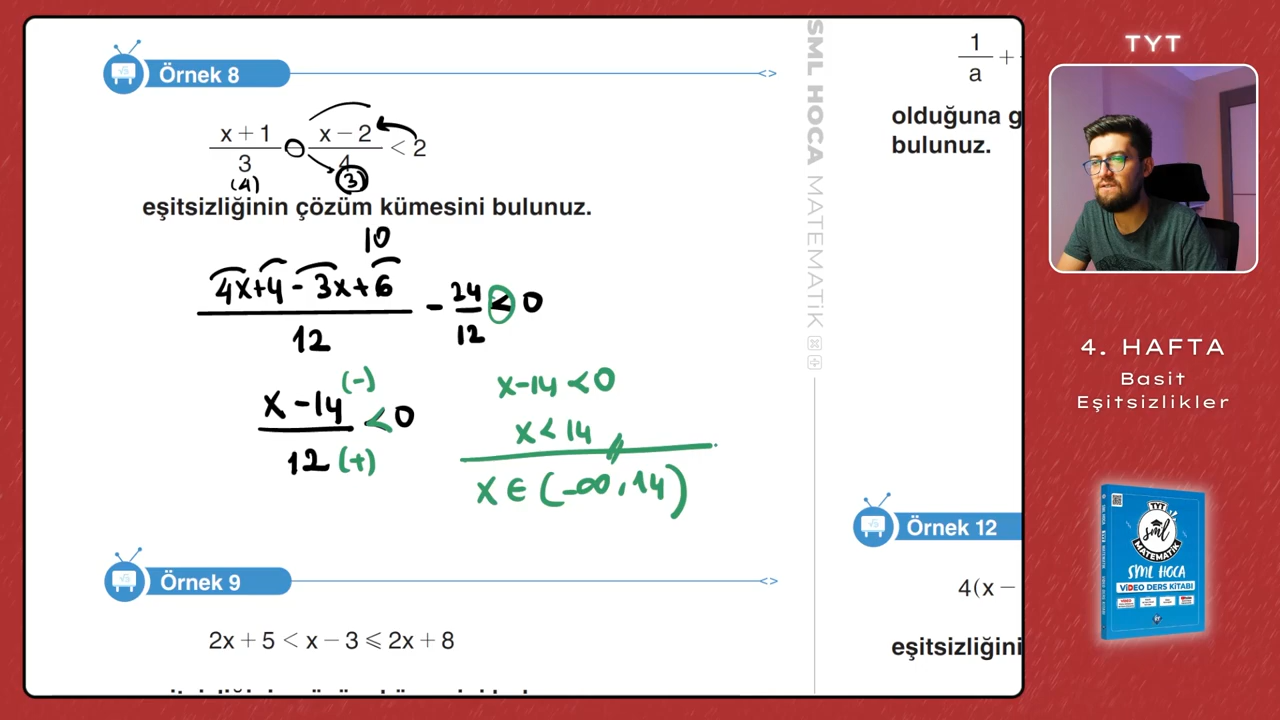 Örnek 8
x + 1 / 3 − x − 2 / 4 < 2
(4) (3)
eşitsizliğinin çözüm kümesini bulunuz.
10
4x+4 − 3x+6 / 12 − 24 / 12 < 0
x − 14 (-) / 12 (+) < 0
x-14 < 0
x < 14
x ∈ (-∞, 14)
Örnek 9
2x + 5 < x − 3 ⩽ 2x + 8
SML HOCA MATEMATİK
1 / a +
olduğuna g
bulunuz.
Örnek 12
4(x −
eşitsizliğini
TYT
4. HAFTA
Basit
Eşitsizlikler
TYT
sml
MATEMATİK
SML HOCA
VİDEO DERS KİTABI